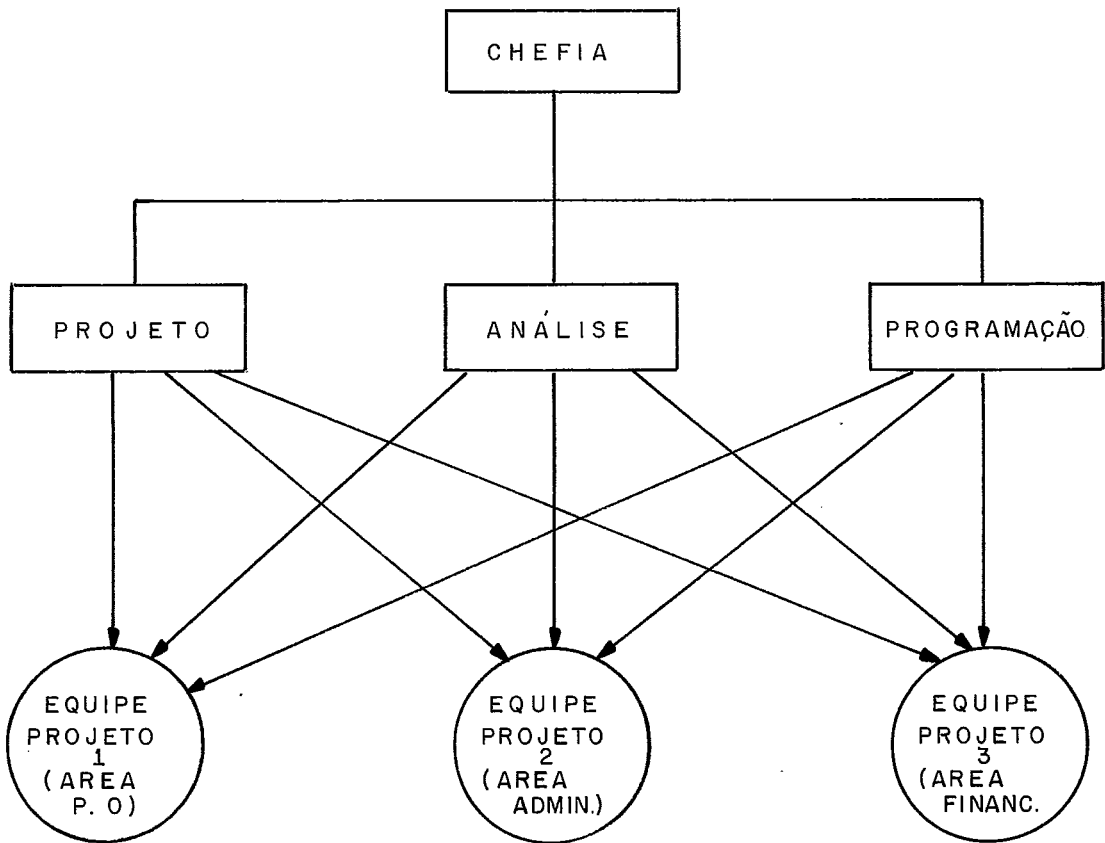 CHEFIA
PROJETO
ANÁLISE
PROGRAMAÇÃO
EQUIPE
PROJETO
1
(AREA
P. O)
EQUIPE
PROJETO
2
(AREA
ADMIN.)
EQUIPE
PROJETO
3
(AREA
FINANC.